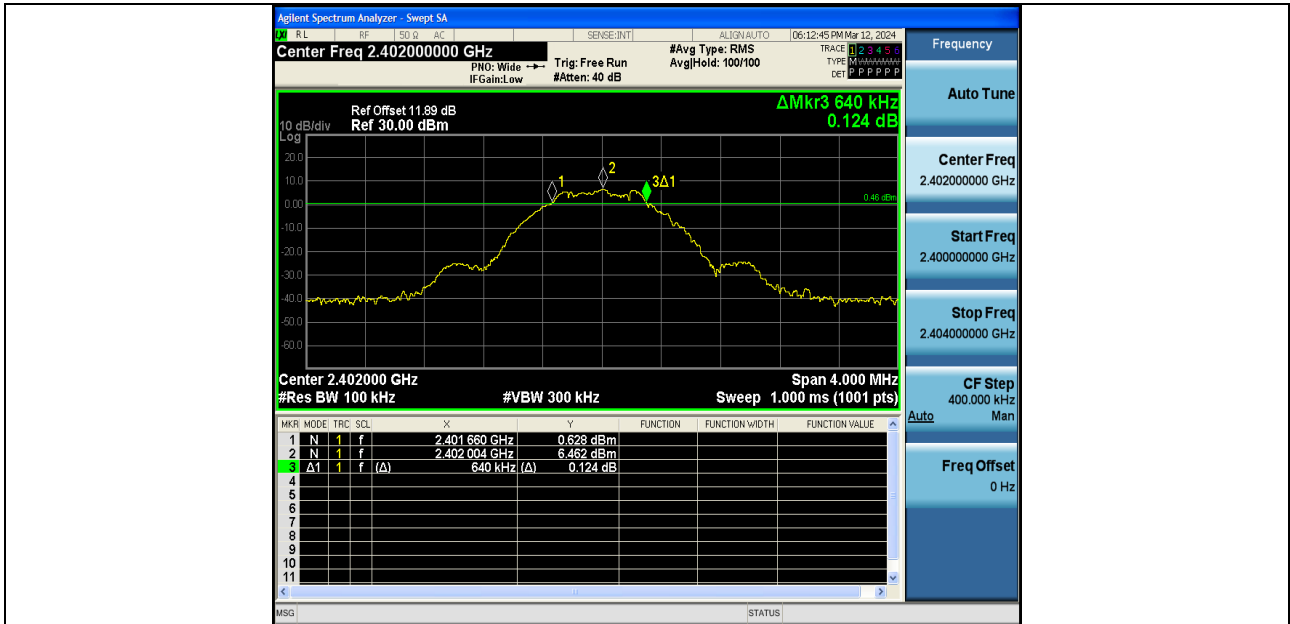 Agilent Spectrum Analyzer - Swept SA
LXI RL RF 50 Ω AC SENSE:INT ALIGN AUTO 06:12:45 PM Mar 12, 2024
Center Freq 2.402000000 GHz
PNO: Wide
IFGain:Low
Trig: Free Run
#Atten: 40 dB
#Avg Type: RMS
Avg|Hold: 100/100
TRACE 1 2 3 4 5 6
TYPE M
DET P P P P P P
Ref Offset 11.89 dB
10 dB/div Ref 30.00 dBm
Log
ΔMkr3 640 kHz
0.124 dB
20.0
10.0
0.00
-10.0
-20.0
-30.0
-40.0
-50.0
-60.0
1
2
3Δ1
0.46 dBm
Center 2.402000 GHz Span 4.000 MHz
#Res BW 100 kHz #VBW 300 kHz Sweep 1.000 ms (1001 pts)
MKR MODE TRC SCL X Y FUNCTION FUNCTION WIDTH FUNCTION VALUE
1 N 1 f 2.401 660 GHz 0.628 dBm
2 N 1 f 2.402 004 GHz 6.462 dBm
3 Δ1 1 f (Δ) 640 kHz (Δ) 0.124 dB
4
5
6
7
8
9
10
11
MSG STATUS
Frequency
Auto Tune
Center Freq
2.402000000 GHz
Start Freq
2.400000000 GHz
Stop Freq
2.404000000 GHz
CF Step
400.000 kHz
Auto Man
Freq Offset
0 Hz